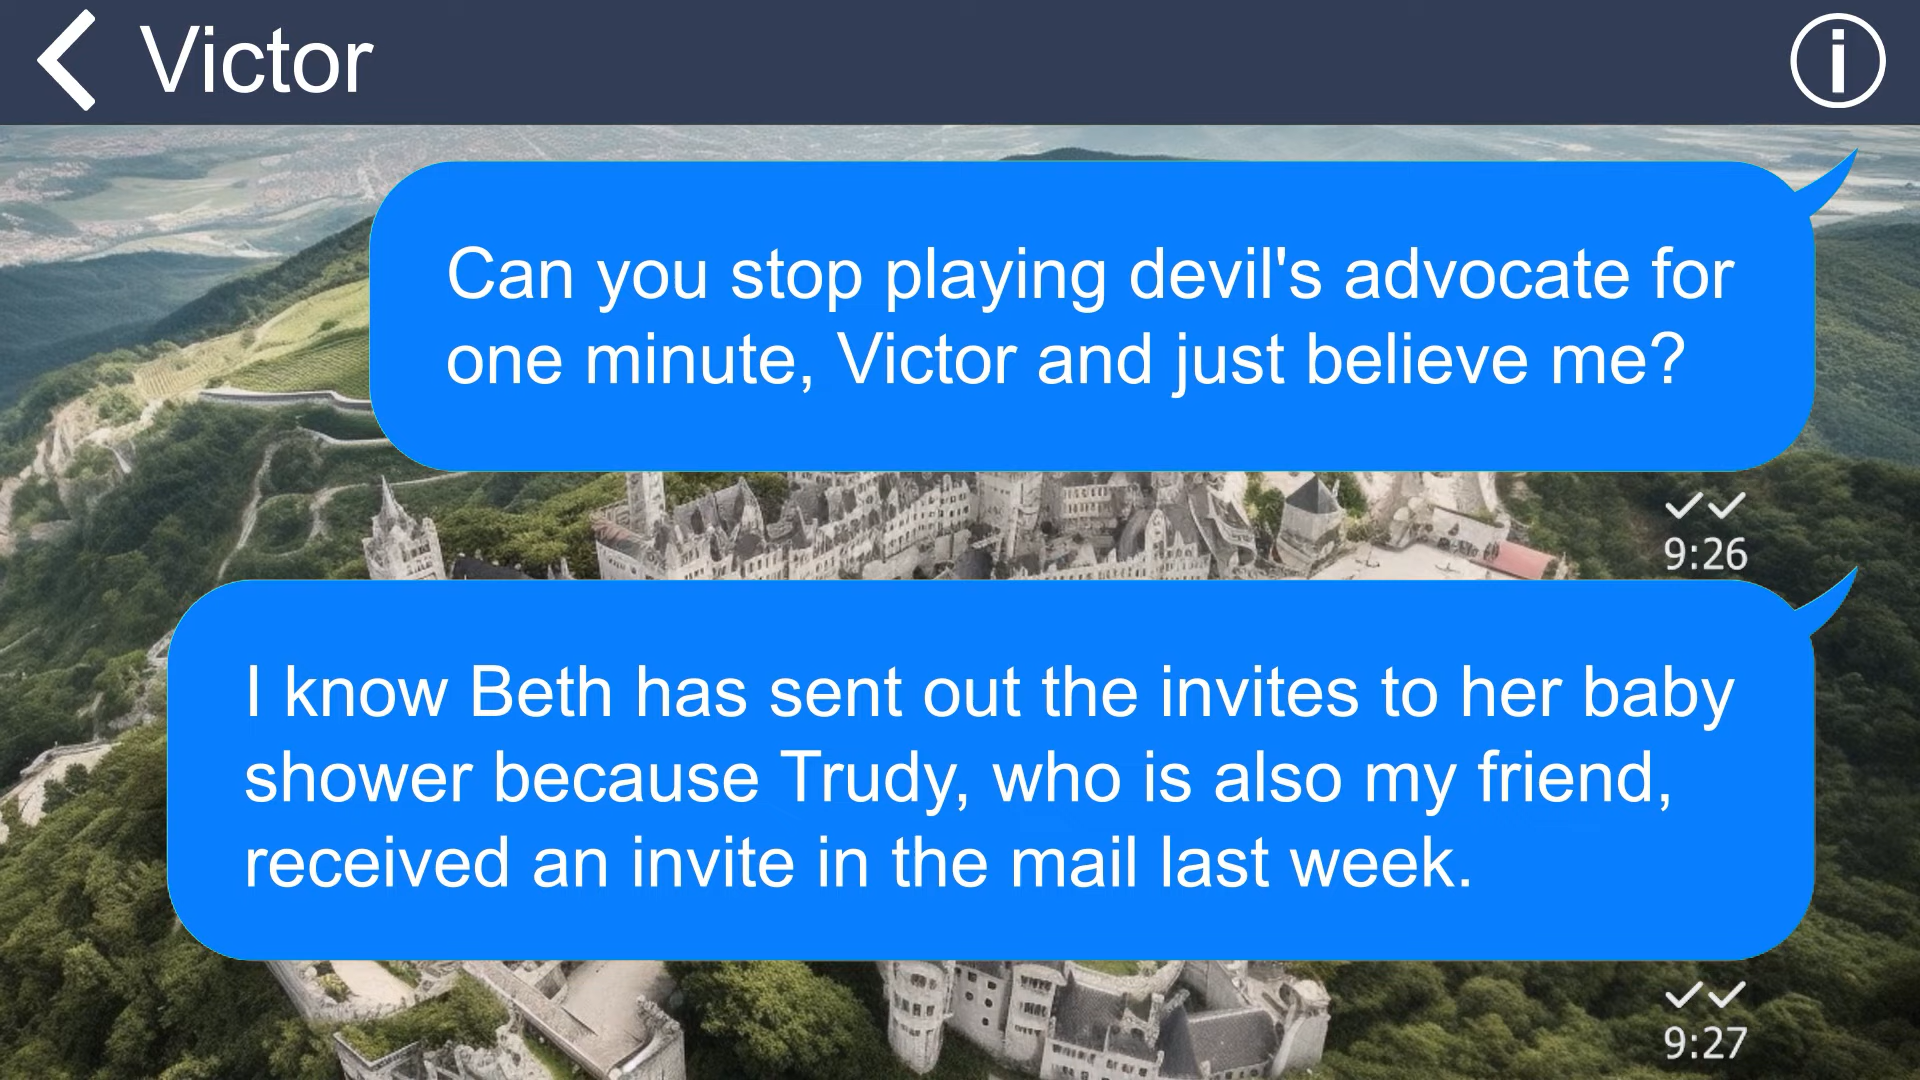 Victor
Can you stop playing devil's advocate for
one minute, Victor and just believe me?
9:26
I know Beth has sent out the invites to her baby
shower because Trudy, who is also my friend,
received an invite in the mail last week.
9:27